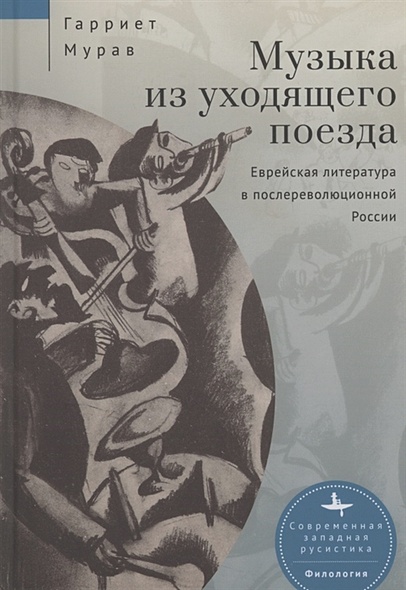 Гарриет
Мурав
Музыка
из уходящего
поезда
Еврейская литература
в послереволюционной
России
Современная
западная
русистика
Филология